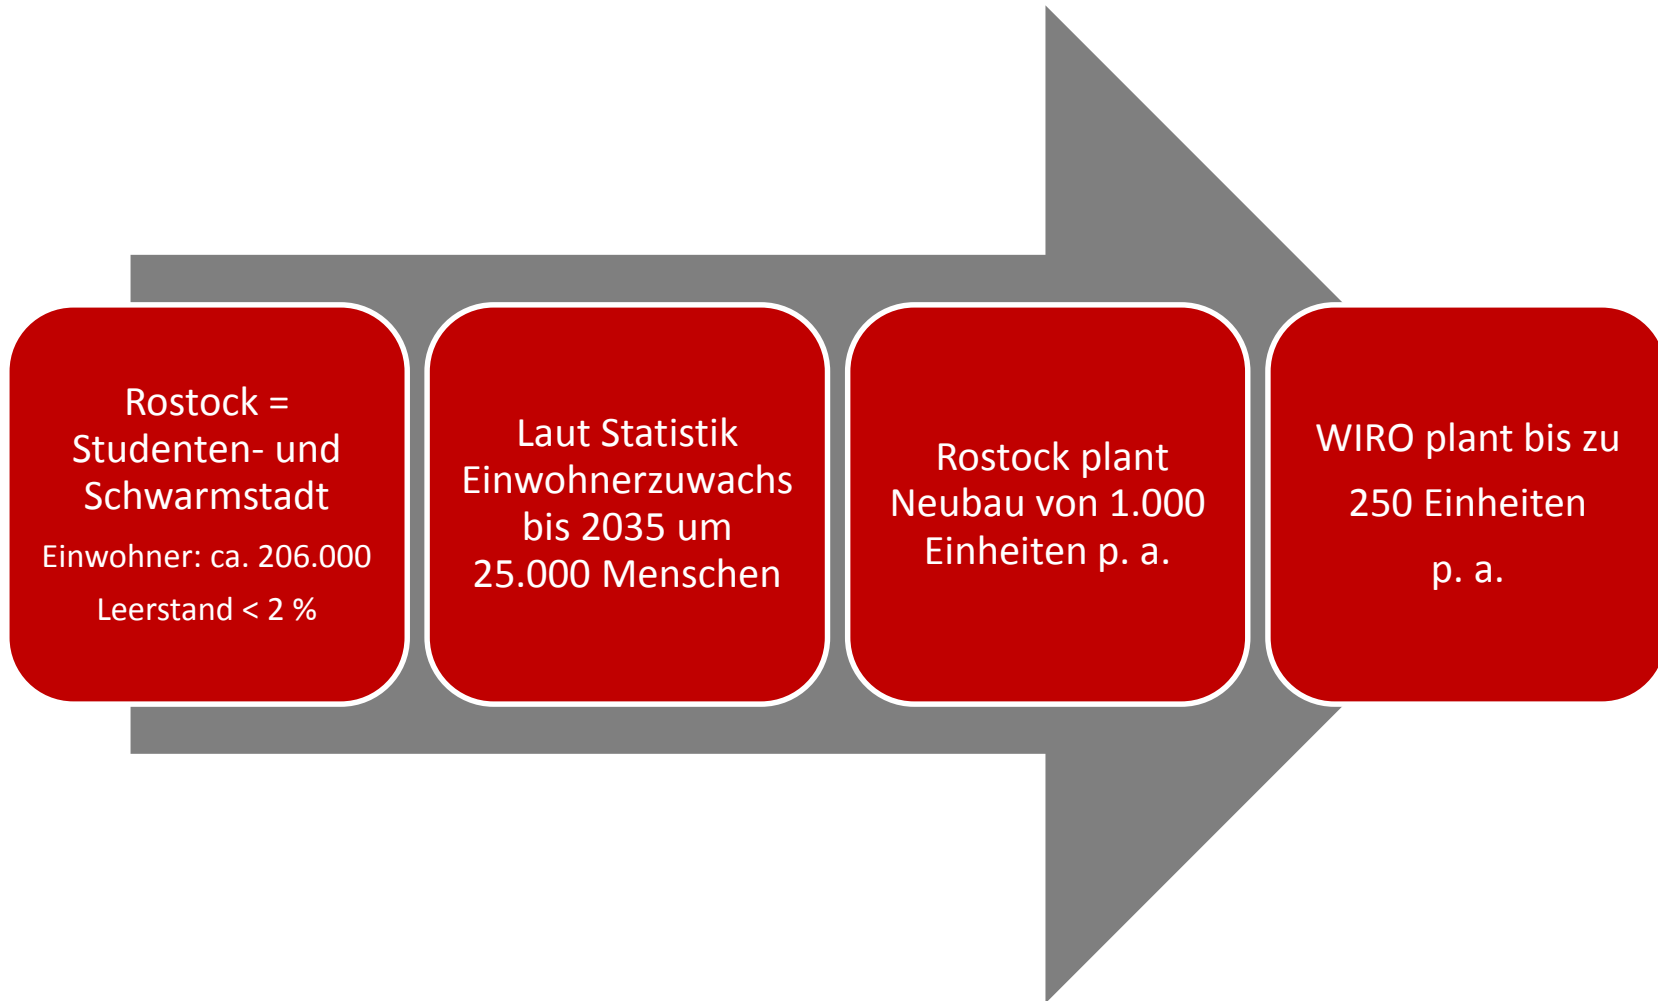 Rostock =
Studenten- und
Schwarmstadt
Einwohner: ca. 206.000
Leerstand < 2 %
Laut Statistik
Einwohnerzuwachs
bis 2035 um
25.000 Menschen
Rostock plant
Neubau von 1.000
Einheiten p. a.
WIRO plant bis zu
250 Einheiten
p. a.